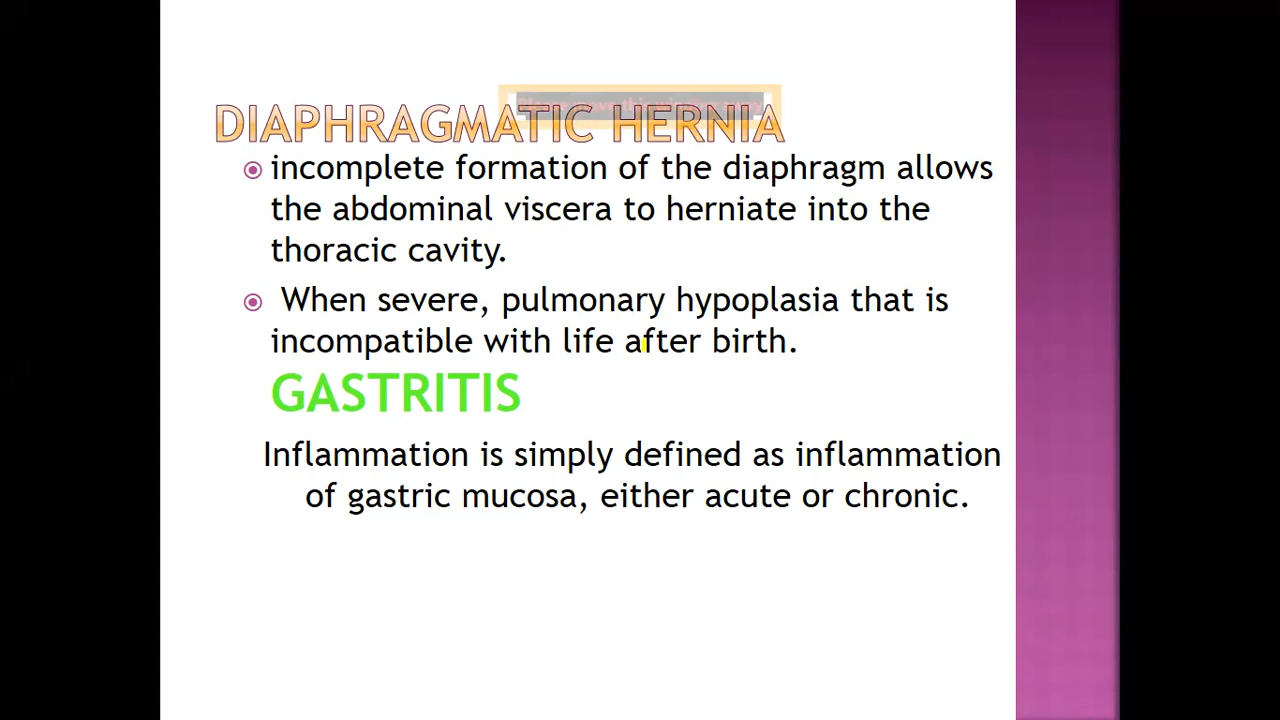 DIAPHRAGMATIC HERNIA
incomplete formation of the diaphragm allows
the abdominal viscera to herniate into the
thoracic cavity.
When severe, pulmonary hypoplasia that is
incompatible with life after birth.
GASTRITIS
Inflammation is simply defined as inflammation
of gastric mucosa, either acute or chronic.